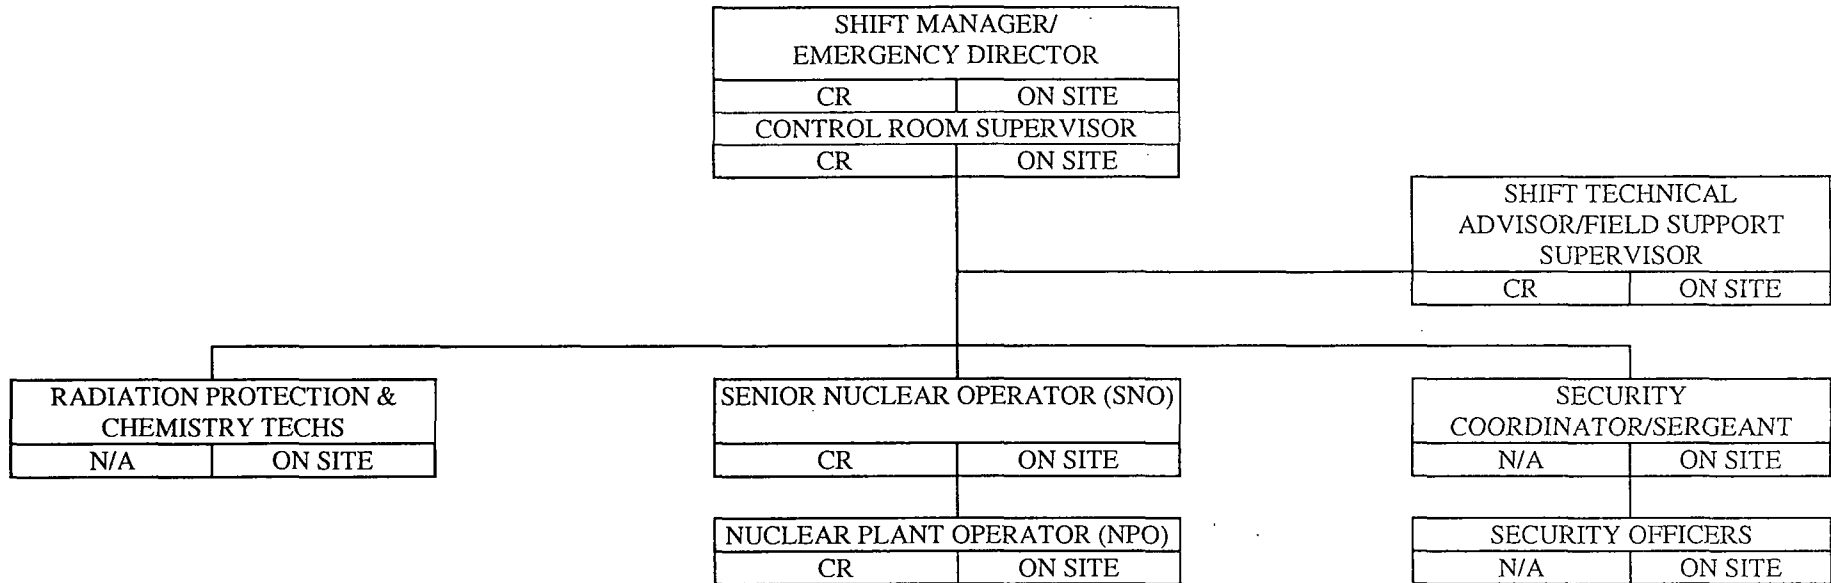 SHIFT MANAGER/
EMERGENCY DIRECTOR
CR ON SITE
CONTROL ROOM SUPERVISOR
CR ON SITE
SHIFT TECHNICAL
ADVISOR/FIELD SUPPORT
SUPERVISOR
CR ON SITE
RADIATION PROTECTION &
CHEMISTRY TECHS
N/A ON SITE
SENIOR NUCLEAR OPERATOR (SNO)
CR ON SITE
SECURITY
COORDINATOR/SERGEANT
N/A ON SITE
NUCLEAR PLANT OPERATOR (NPO)
CR ON SITE
SECURITY OFFICERS
N/A ON SITE